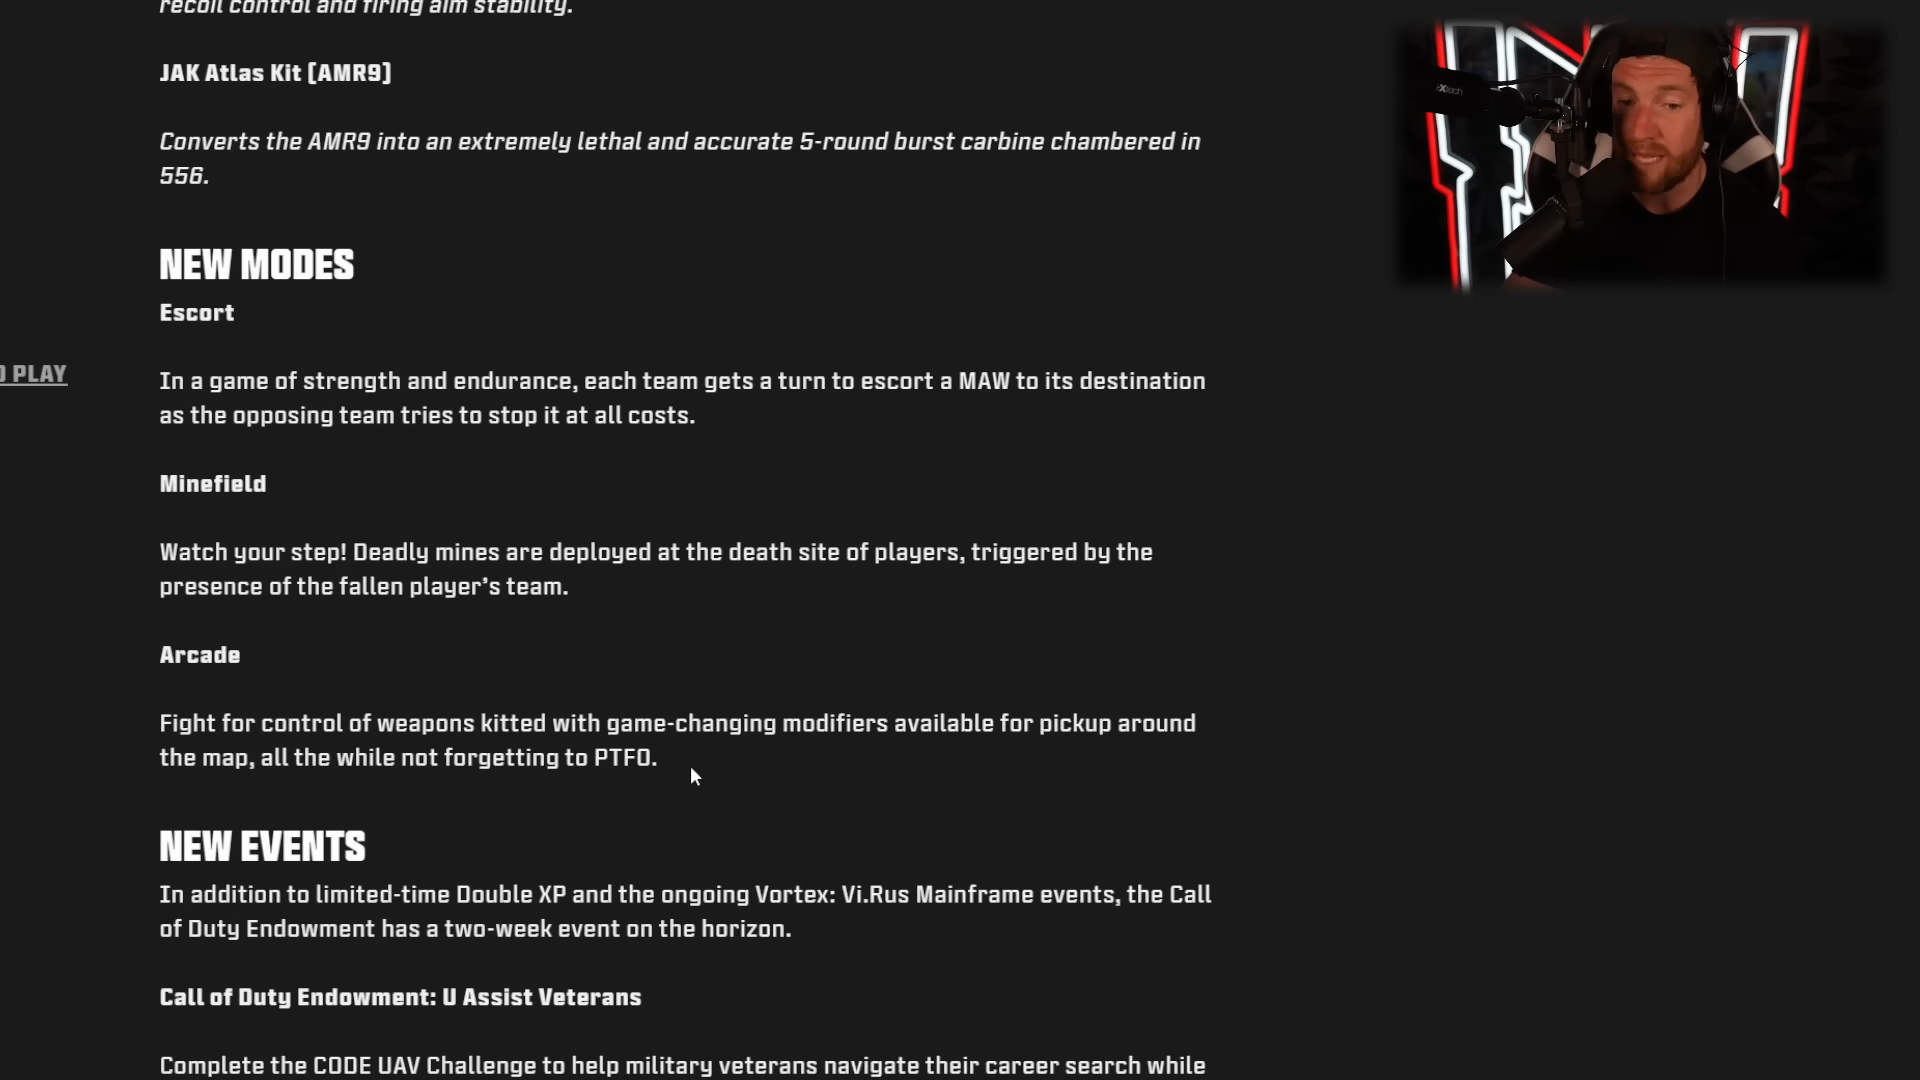 recoil control and firing aim stability.
JAK Atlas Kit [AMR9]
Converts the AMR9 into an extremely lethal and accurate 5-round burst carbine chambered in
556.
NEW MODES
Escort
PLAY
In a game of strength and endurance, each team gets a turn to escort a MAW to its destination
as the opposing team tries to stop it at all costs.
Minefield
Watch your step! Deadly mines are deployed at the death site of players, triggered by the
presence of the fallen player's team.
Arcade
Fight for control of weapons kitted with game-changing modifiers available for pickup around
the map, all the while not forgetting to PTFO.
NEW EVENTS
In addition to limited-time Double XP and the ongoing Vortex: Vi.Rus Mainframe events, the Call
of Duty Endowment has a two-week event on the horizon.
Call of Duty Endowment: U Assist Veterans
Complete the CODE UAV Challenge to help military veterans navigate their career search while